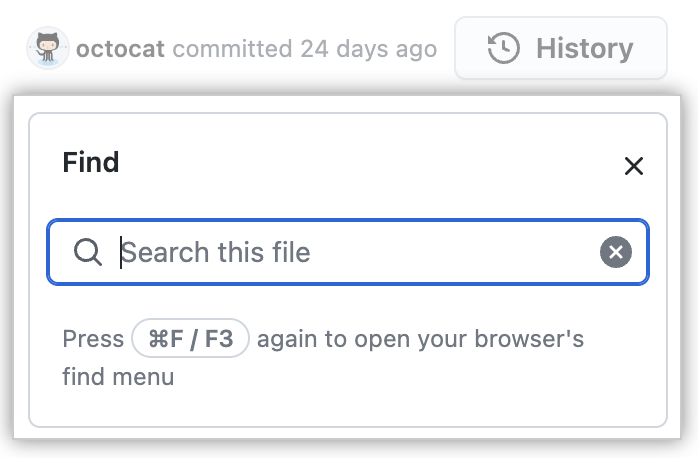 octocat committed 24 days ago History
Find
Search this file
Press ⌘F / F3 again to open your browser's
find menu